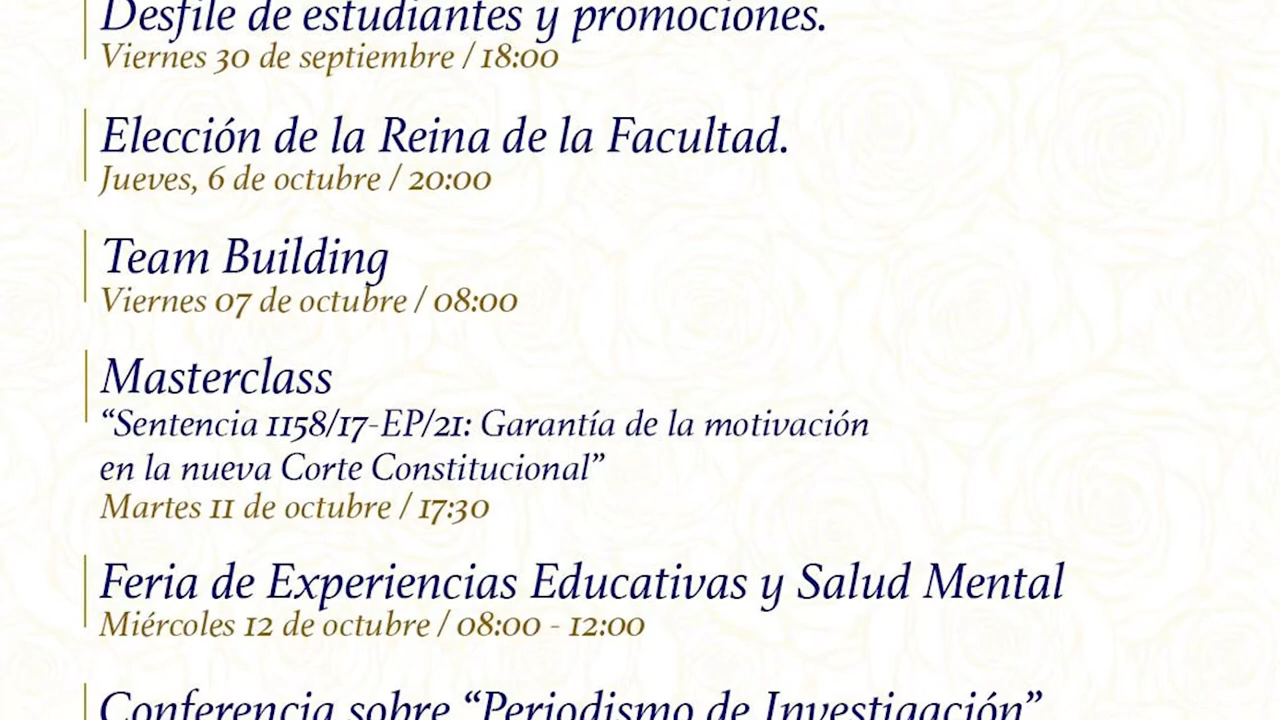 Desfile de estudiantes y promociones.
Viernes 30 de septiembre / 18:00
Elección de la Reina de la Facultad.
Jueves, 6 de octubre / 20:00
Team Building
Viernes 07 de octubre / 08:00
Masterclass
“Sentencia 1158/17-EP/21: Garantía de la motivación
en la nueva Corte Constitucional”
Martes 11 de octubre / 17:30
Feria de Experiencias Educativas y Salud Mental
Miércoles 12 de octubre / 08:00 - 12:00
Conferencia sobre “Periodismo de Investigación”